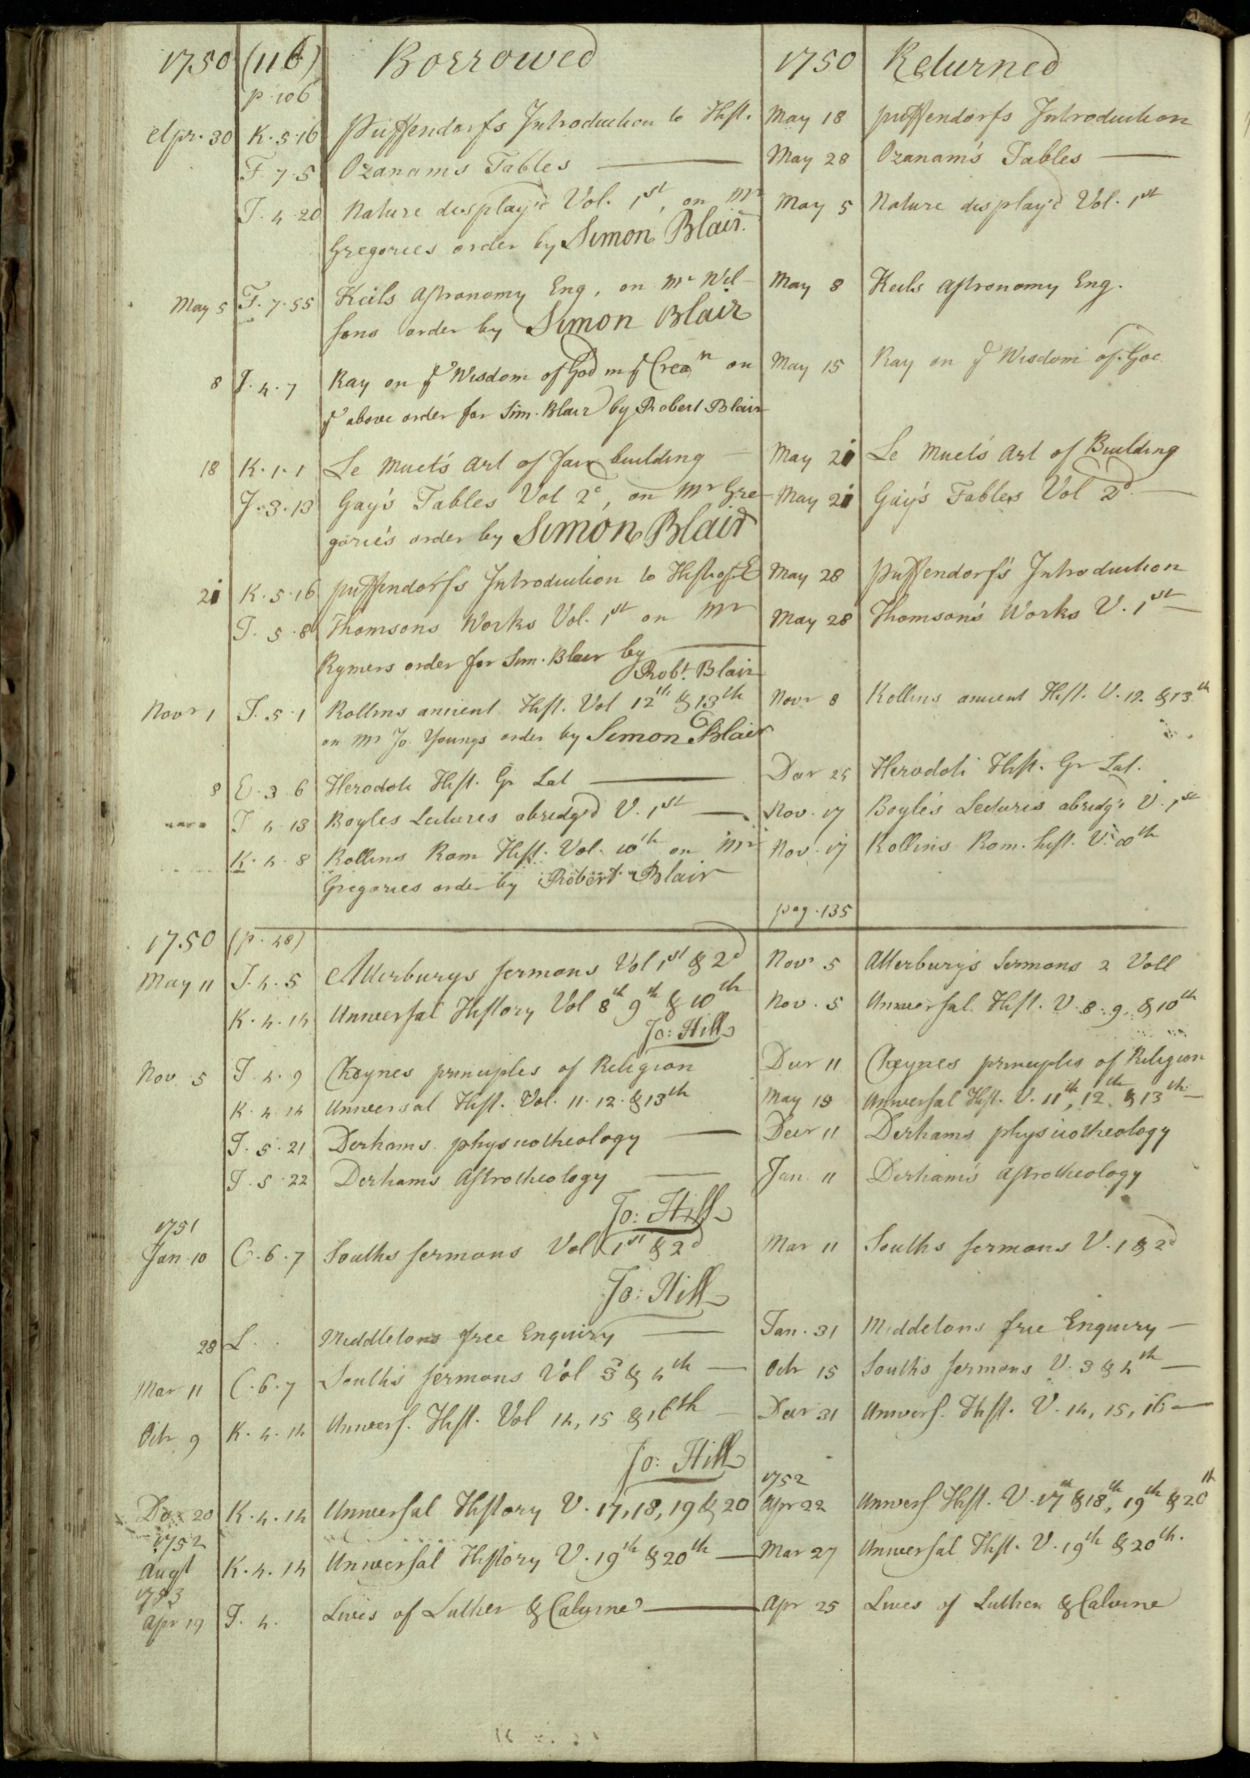 1750 (116) Borrowed 1750 Returned
p. 106
Apr. 30 K. 5. 16 Puffendorfs Introduction to Hist. May 18 puffendorfs Introduction
F. 7. 5 Ozanams Tables May 28 Ozanam's Tables
J. 4. 20 Nature display'd Vol. 1st, on Mr May 5 Nature display'd Vol. 1st
Gregories order by Simon Blair.
May 5 J. 7. 55 Keils Astronomy Eng, on Mr Wil- May 8 Keils Astronomy Eng.
sons order by Simon Blair
8 J. 4. 7 Ray on ye Wisdom of God in ye Crean on May 15 Ray on ye Wisdom of God
ye above order for Sim. Blair by Robert Blair
18 K. 1. 1 Le Muet's Art of Fair building May 21 Le Muet's Art of Building
J. 3. 13 Gay's Fables Vol 2d, on Mr Gre- May 21 Gay's Fables Vol 2d
gorie's order by Simon Blair
21 K. 5. 16 puffendorf's Introduction to Hist. of E May 28 Puffendorf's Introduction
J. 5. 8 Thomsons Works Vol. 1st on Mr May 28 Thomson's Works V. 1st
Rymers order for Sim. Blair by
Robt. Blair
Novr 1 J. 5. 1 Rollins ancient Hist. Vol 12th & 13th Novr 8 Rollins ancient Hist. V. 12. & 13th
on Mr Jo. Youngs order by Simon Blair
8 E. 3 6 Herodoti Hist. Gr Lat Decr 25 Herodoti Hist. Gr Lat.
J 4. 13 Boyles Lectures abridg'd V. 1st Nov. 17 Boyle's Lectures abridg'd V. 1st
K. 4. 8 Rollins Rom Hist. Vol. 10th on Mr Nov. 17 Rollins Rom. hist. V. 10th
Gregories order by Robert Blair
pag. 135
1750 (p. 48)
May 11 J. 4. 5 Atterburys sermons Vol 1st & 2d Novr 5 Atterbury's Sermons 2 Voll
K. 4. 14 Universal History Vol 8th 9th & 10th Nov. 5 Universal Hist. V. 8. 9. & 10th
Jo: Hill
Nov. 5 J. 4. 9 Cheynes principles of Religion Decr 11 Cheynes principles of Religion
K. 4. 14 Universal Hist. Vol. 11. 12. & 13th May 18 Universal Hist. V. 11th, 12th & 13th
J. 5. 21 Derhams physicotheology Decr 11 Derhams physicotheology
J. 5. 22 Derhams Astrotheology Jan. 11 Derham's Astrotheology
Jo: Hill
1751
Jan 10 C. 6. 7 Souths sermons Vol 1st & 2d Mar 11 Souths sermons V. 1 & 2d
Jo: Hill
28 L. Middletons free Enquiry Jan. 31 Middletons free Enquiry
Mar 11 C. 6. 7 South's sermons Vol 3 & 4th Octr 15 South's sermons V. 3 & 4th
Octr 9 K. 4. 14 Univers. Hist. Vol 14, 15 & 16th Decr 31 Univers. Hist. V. 14, 15, 16
Jo: Hill
1752
Dec 20 K. 4. 14 Universal History V. 17, 18, 19 & 20 Apr 22 Univers Hist. V. 17th & 18th, 19th & 20th
1752
Augt K. 4. 14 Universal History V. 19th & 20th Mar 27 Universal Hist. V. 19th & 20th.
1753
Apr 19 J. 4. Lives of Luther & Calvine Apr 25 Lives of Luther & Calvine